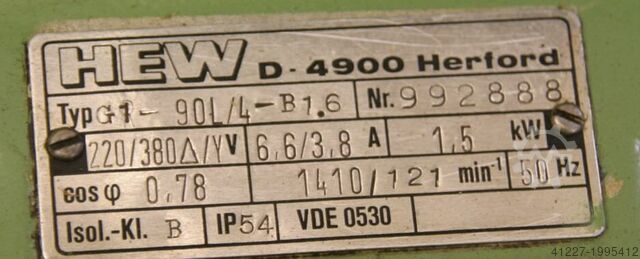 HEW D-4900 Herford
Typ G1-90L/4-B1.6 Nr. 992888
220/380Δ/YV 6,6/3,8 A 1,5 kW
cos φ 0,78 1410/121 min⁻¹ 50 Hz
Isol.-Kl. B IP54 VDE 0530
41227-1995412